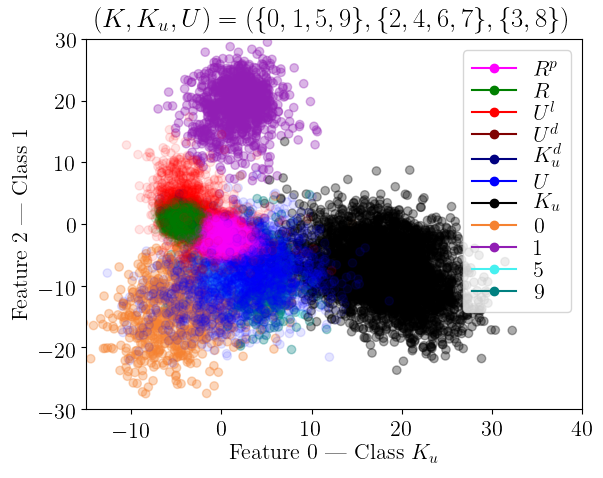 (K, K_u, U) = ({0, 1, 5, 9}, {2, 4, 6, 7}, {3, 8})
30
20
10
0
−10
−20
−30
Feature 2 — Class 1
R^p
R
U^l
U^d
K_u^d
U
K_u
0
1
5
9
−10 0 10 20 30 40
Feature 0 — Class K_u